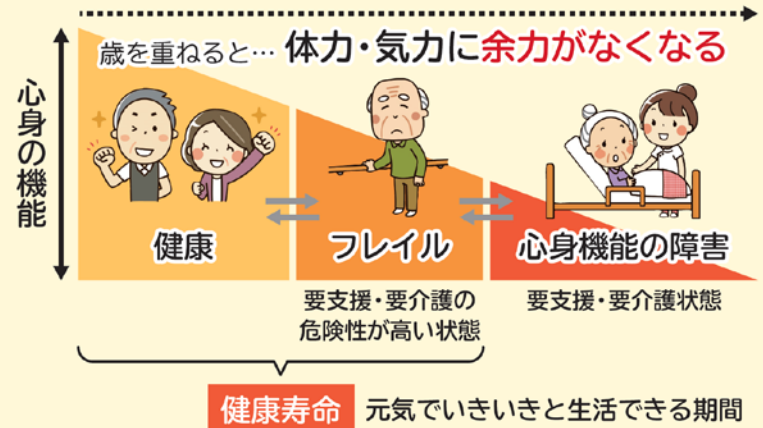 歳を重ねると… 体力・気力に余力がなくなる
心身の機能
健康
フレイル
心身機能の障害
要支援・要介護の
危険性が高い状態
要支援・要介護状態
健康寿命 元気でいきいきと生活できる期間